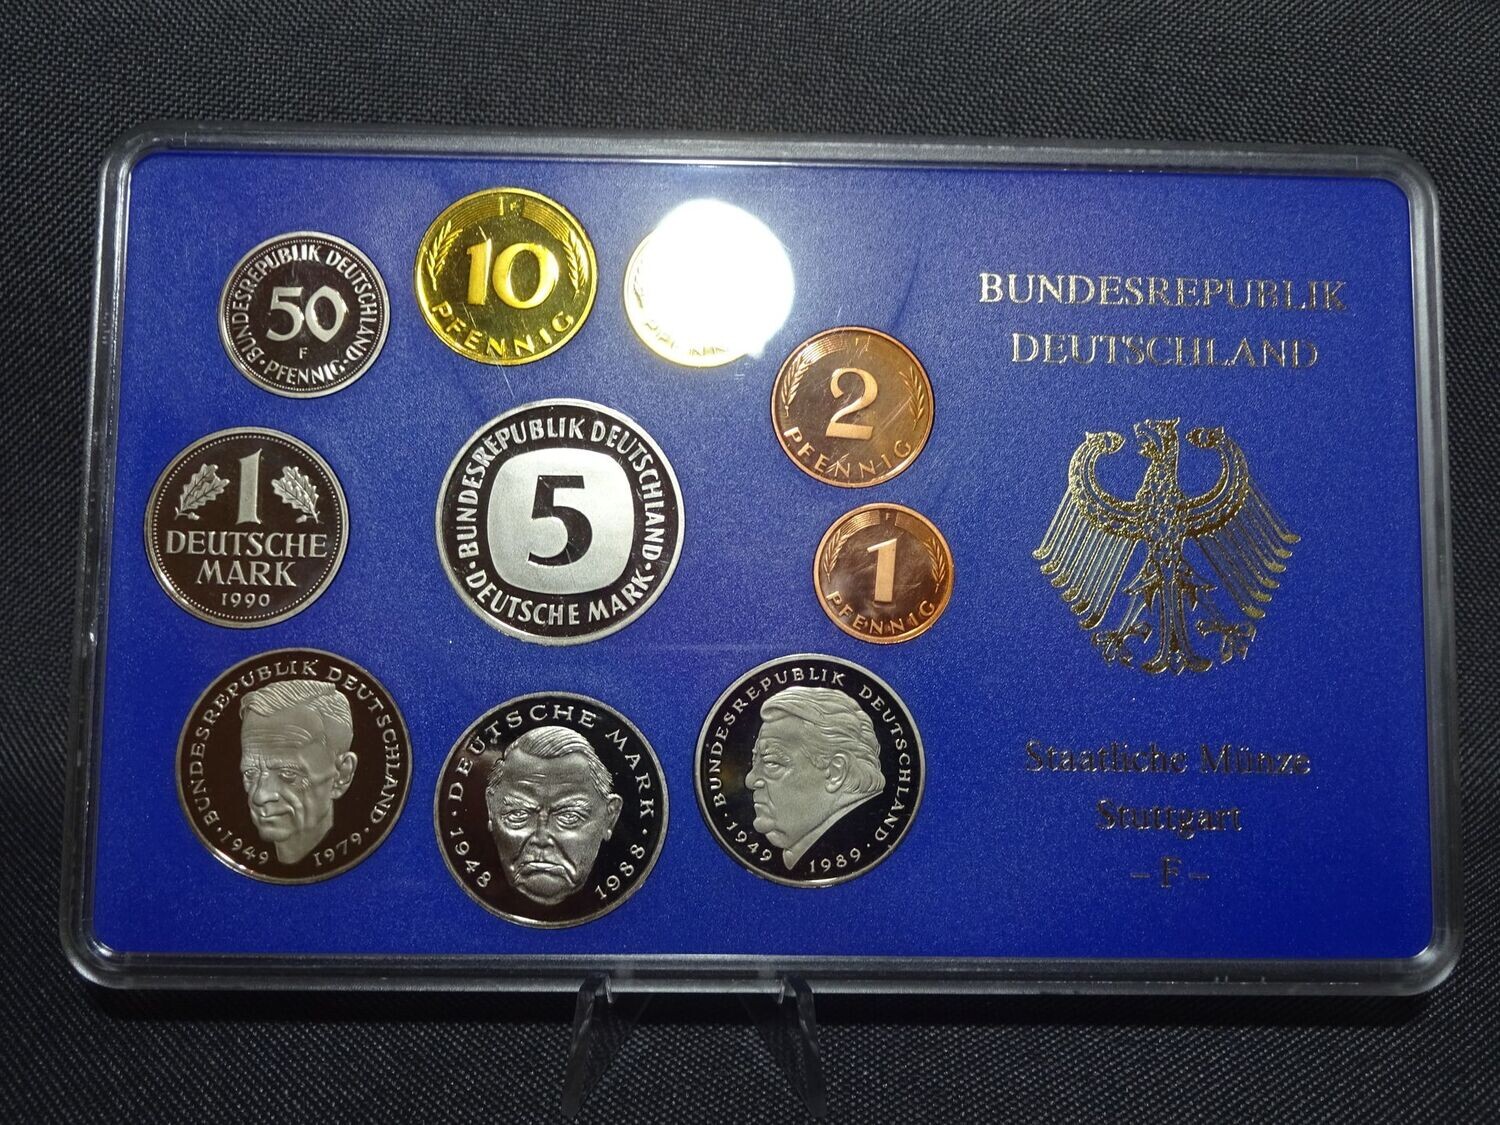 BUNDESREPUBLIK DEUTSCHLAND
50
F
PFENNIG
F
10
PFENNIG
F
2
PFENNIG
1
DEUTSCHE
MARK
1990
BUNDESREPUBLIK DEUTSCHLAND
5
DEUTSCHE MARK
F
1
PFENNIG
BUNDESREPUBLIK DEUTSCHLAND
1949 1979
DEUTSCHE MARK
1948 1988
BUNDESREPUBLIK DEUTSCHLAND
1949 1989
BUNDESREPUBLIK
DEUTSCHLAND
Staatliche Münze
Stuttgart
– F –